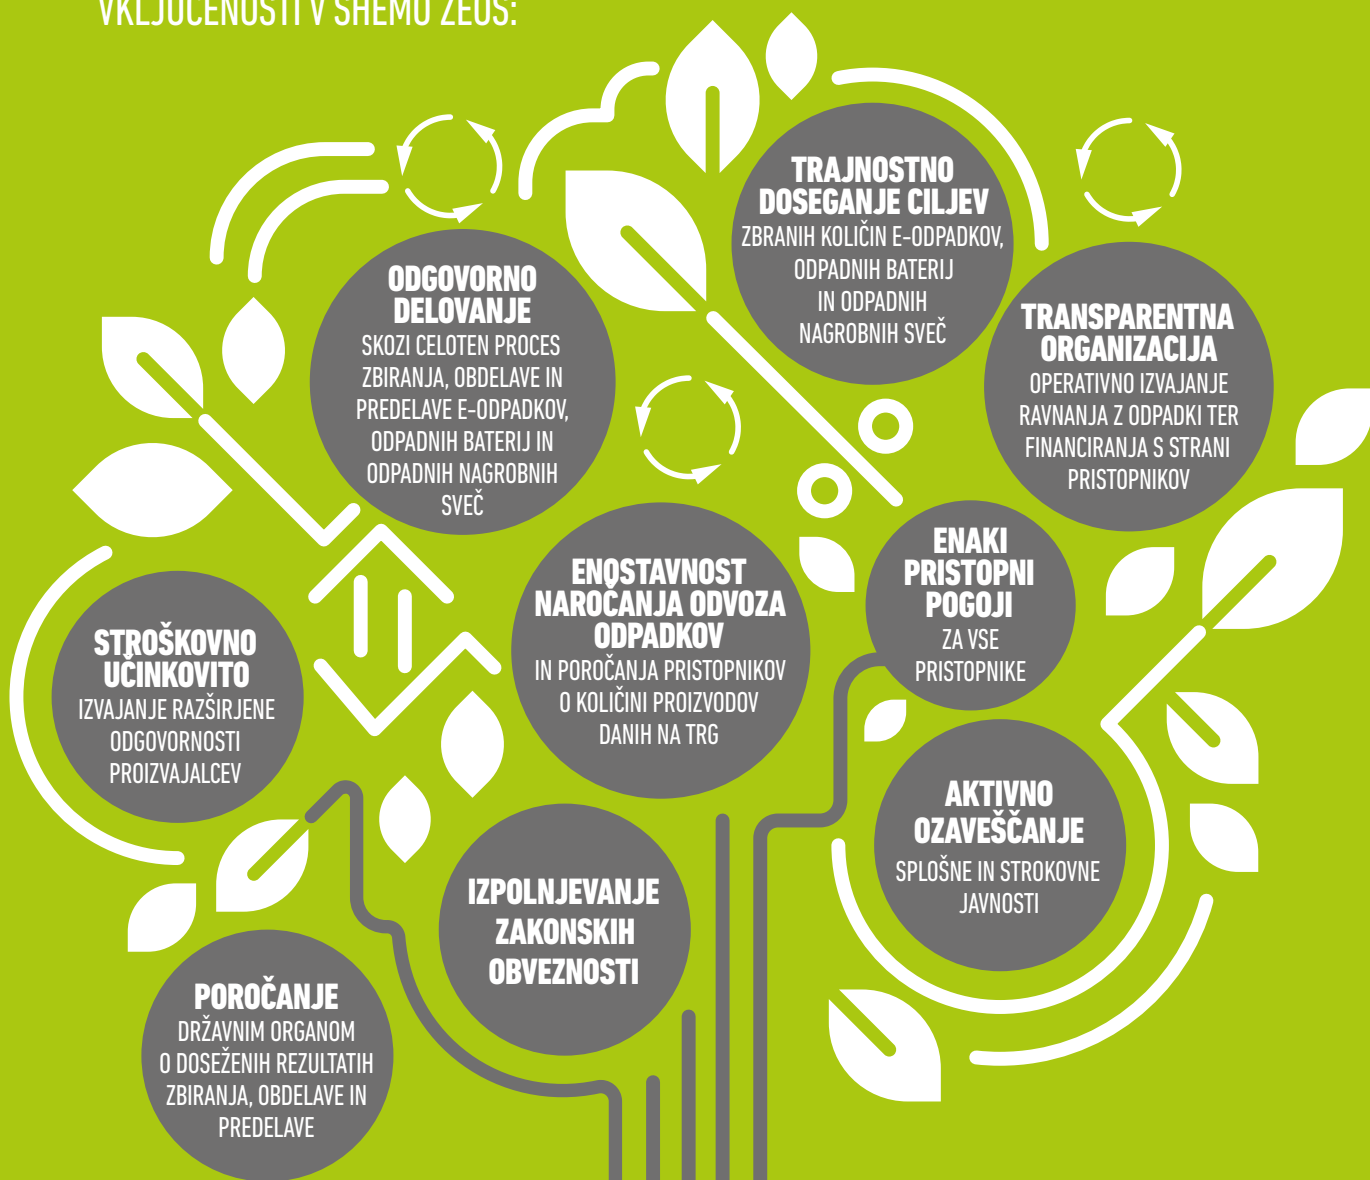 VKLJUČENOSTI V SHEMO ZEOS:
TRAJNOSTNO
DOSEGANJE CILJEV
ZBRANIH KOLIČIN E-ODPADKOV,
ODPADNIH BATERIJ
IN ODPADNIH
NAGROBNIH SVEČ
ODGOVORNO
DELOVANJE
SKOZI CELOTEN PROCES
ZBIRANJA, OBDELAVE IN
PREDELAVE E-ODPADKOV,
ODPADNIH BATERIJ IN
ODPADNIH NAGROBNIH
SVEČ
TRANSPARENTNA
ORGANIZACIJA
OPERATIVNO IZVAJANJE
RAVNANJA Z ODPADKI TER
FINANCIRANJA S STRANI
PRISTOPNIKOV
ENAKI
PRISTOPNI
POGOJI
ZA VSE
PRISTOPNIKE
ENOSTAVNOST
NAROČANJA ODVOZA
ODPADKOV
IN POROČANJA PRISTOPNIKOV
O KOLIČINI PROIZVODOV
DANIH NA TRG
STROŠKOVNO
UČINKOVITO
IZVAJANJE RAZŠIRJENE
ODGOVORNOSTI
PROIZVAJALCEV
AKTIVNO
OZAVEŠČANJE
SPLOŠNE IN STROKOVNE
JAVNOSTI
IZPOLNJEVANJE
ZAKONSKIH
OBVEZNOSTI
POROČANJE
DRŽAVNIM ORGANOM
O DOSEŽENIH REZULTATIH
ZBIRANJA, OBDELAVE IN
PREDELAVE